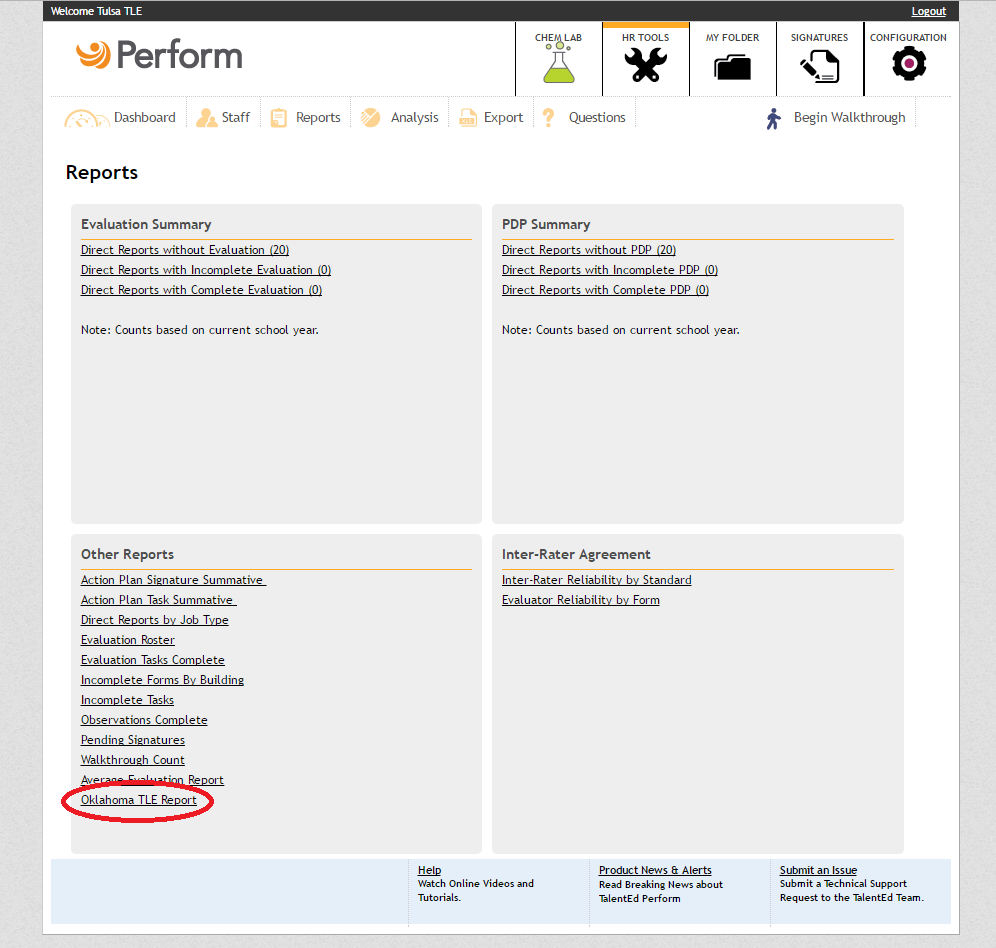 Welcome Tulsa TLE
Logout
Perform
CHEM LAB
HR TOOLS
MY FOLDER
SIGNATURES
CONFIGURATION
Dashboard
Staff
Reports
Analysis
Export
Questions
Begin Walkthrough
Reports
Evaluation Summary
Direct Reports without Evaluation (20)
Direct Reports with Incomplete Evaluation (0)
Direct Reports with Complete Evaluation (0)
Note: Counts based on current school year.
PDP Summary
Direct Reports without PDP (20)
Direct Reports with Incomplete PDP (0)
Direct Reports with Complete PDP (0)
Note: Counts based on current school year.
Other Reports
Action Plan Signature Summative
Action Plan Task Summative
Direct Reports by Job Type
Evaluation Roster
Evaluation Tasks Complete
Incomplete Forms By Building
Incomplete Tasks
Observations Complete
Pending Signatures
Walkthrough Count
Average Evaluation Report
Oklahoma TLE Report
Inter-Rater Agreement
Inter-Rater Reliability by Standard
Evaluator Reliability by Form
Help
Watch Online Videos and
Tutorials.
Product News & Alerts
Read Breaking News about
TalentEd Perform
Submit an Issue
Submit a Technical Support
Request to the TalentEd Team.